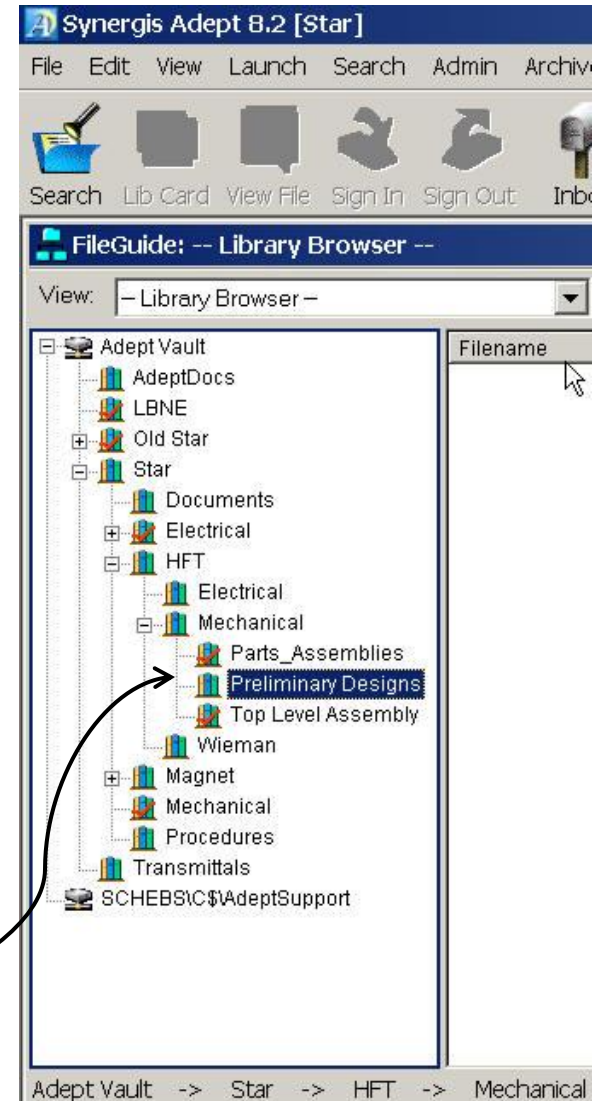 Synergis Adept 8.2 [Star]
File Edit View Launch Search Admin
Search Lib Card View File Sign In Sign Out
FileGuide: -- Library Browser --
View: -- Library Browser --
Filename
Adept Vault
AdeptDocs
LBNE
Old Star
Star
Documents
Electrical
HFT
Electrical
Mechanical
Parts_Assemblies
Preliminary Designs
Top Level Assembly
Wieman
Magnet
Mechanical
Procedures
Transmittals
SCHEBS\C$\AdeptSupport
Adept Vault -> Star -> HFT -> Mechanical